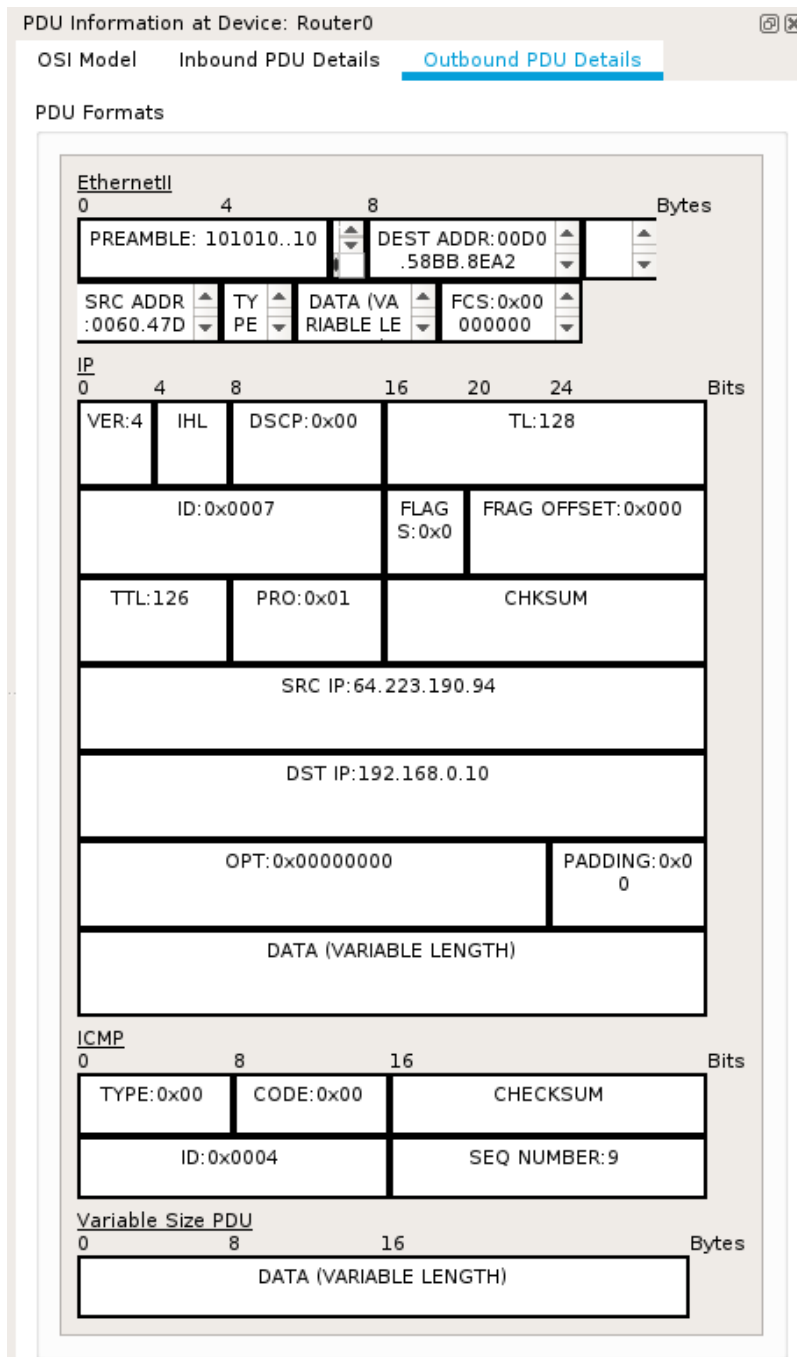 PDU Information at Device: Router0
OSI Model Inbound PDU Details Outbound PDU Details
PDU Formats
EthernetII
0 4 8 Bytes
PREAMBLE: 101010..10 DEST ADDR:00D0
.58BB.8EA2
SRC ADDR TY DATA (VA FCS:0x00
:0060.47D PE RIABLE LE 000000
IP
0 4 8 16 20 24 Bits
VER:4 IHL DSCP:0x00 TL:128
ID:0x0007 FLAG FRAG OFFSET:0x000
S:0x0
TTL:126 PRO:0x01 CHKSUM
SRC IP:64.223.190.94
DST IP:192.168.0.10
OPT:0x00000000 PADDING:0x0
0
DATA (VARIABLE LENGTH)
ICMP
0 8 16 Bits
TYPE:0x00 CODE:0x00 CHECKSUM
ID:0x0004 SEQ NUMBER:9
Variable Size PDU
0 8 16 Bytes
DATA (VARIABLE LENGTH)